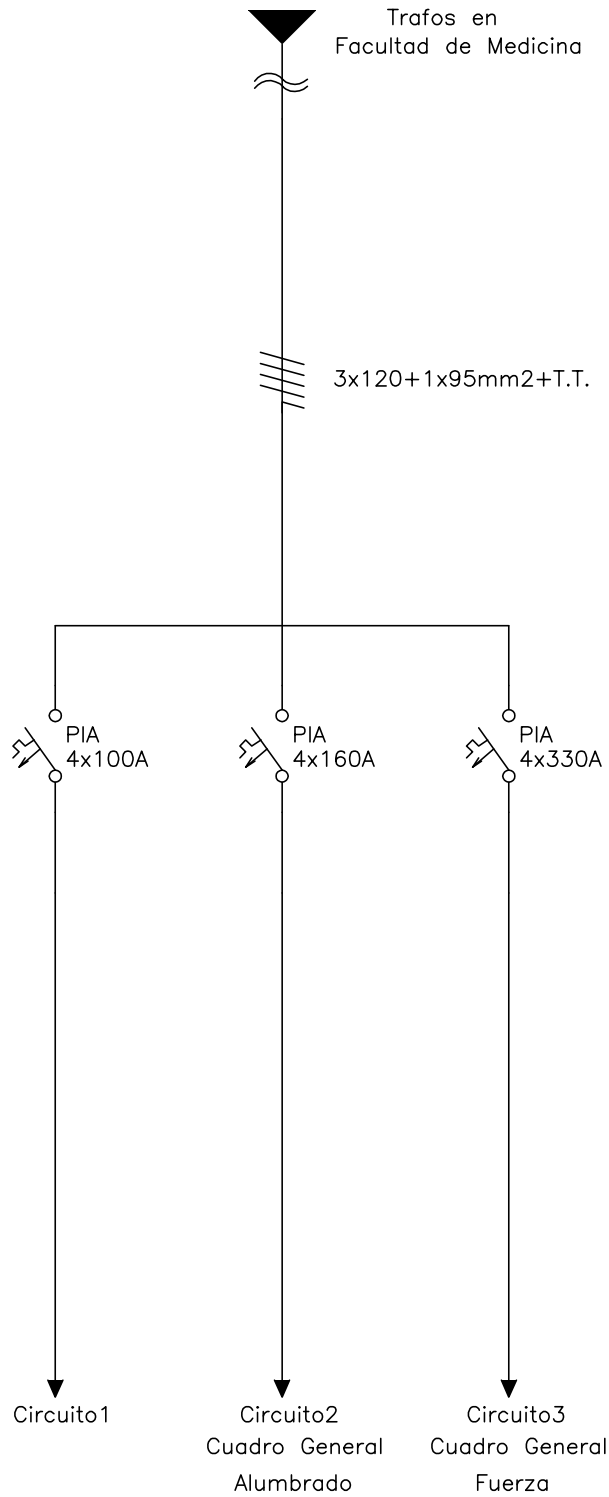 Trafos en
Facultad de Medicina
3x120+1x95mm2+T.T.
PIA
4x100A
PIA
4x160A
PIA
4x330A
Circuito1
Circuito2
Cuadro General
Alumbrado
Circuito3
Cuadro General
Fuerza